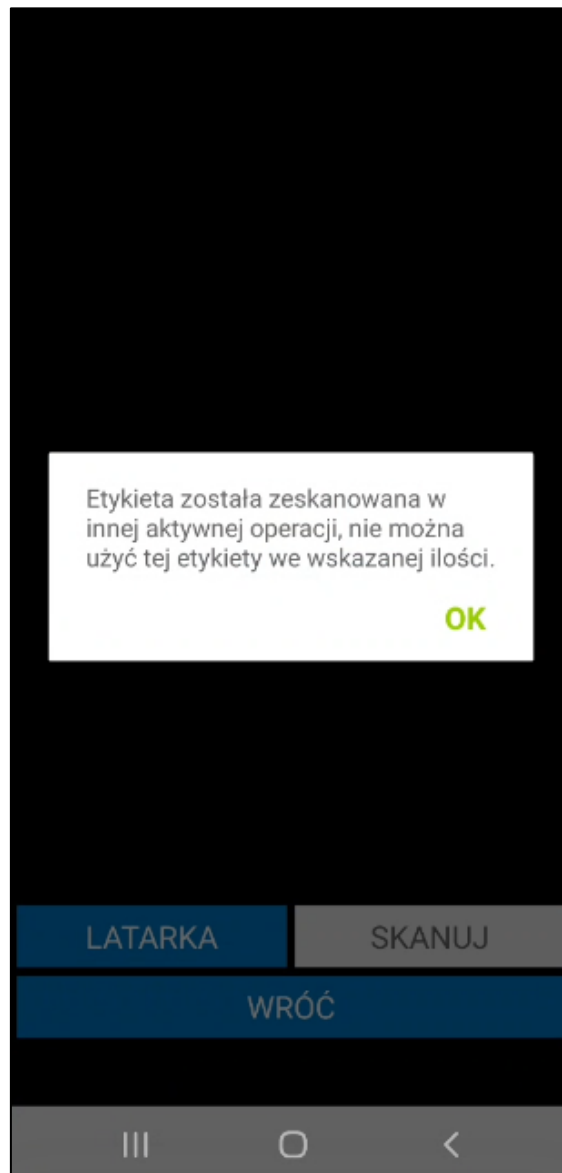 Etykieta została zeskanowana w
innej aktywnej operacji, nie można
użyć tej etykiety we wskazanej ilości.
OK
LATARKA SKANUJ
WRÓĆ